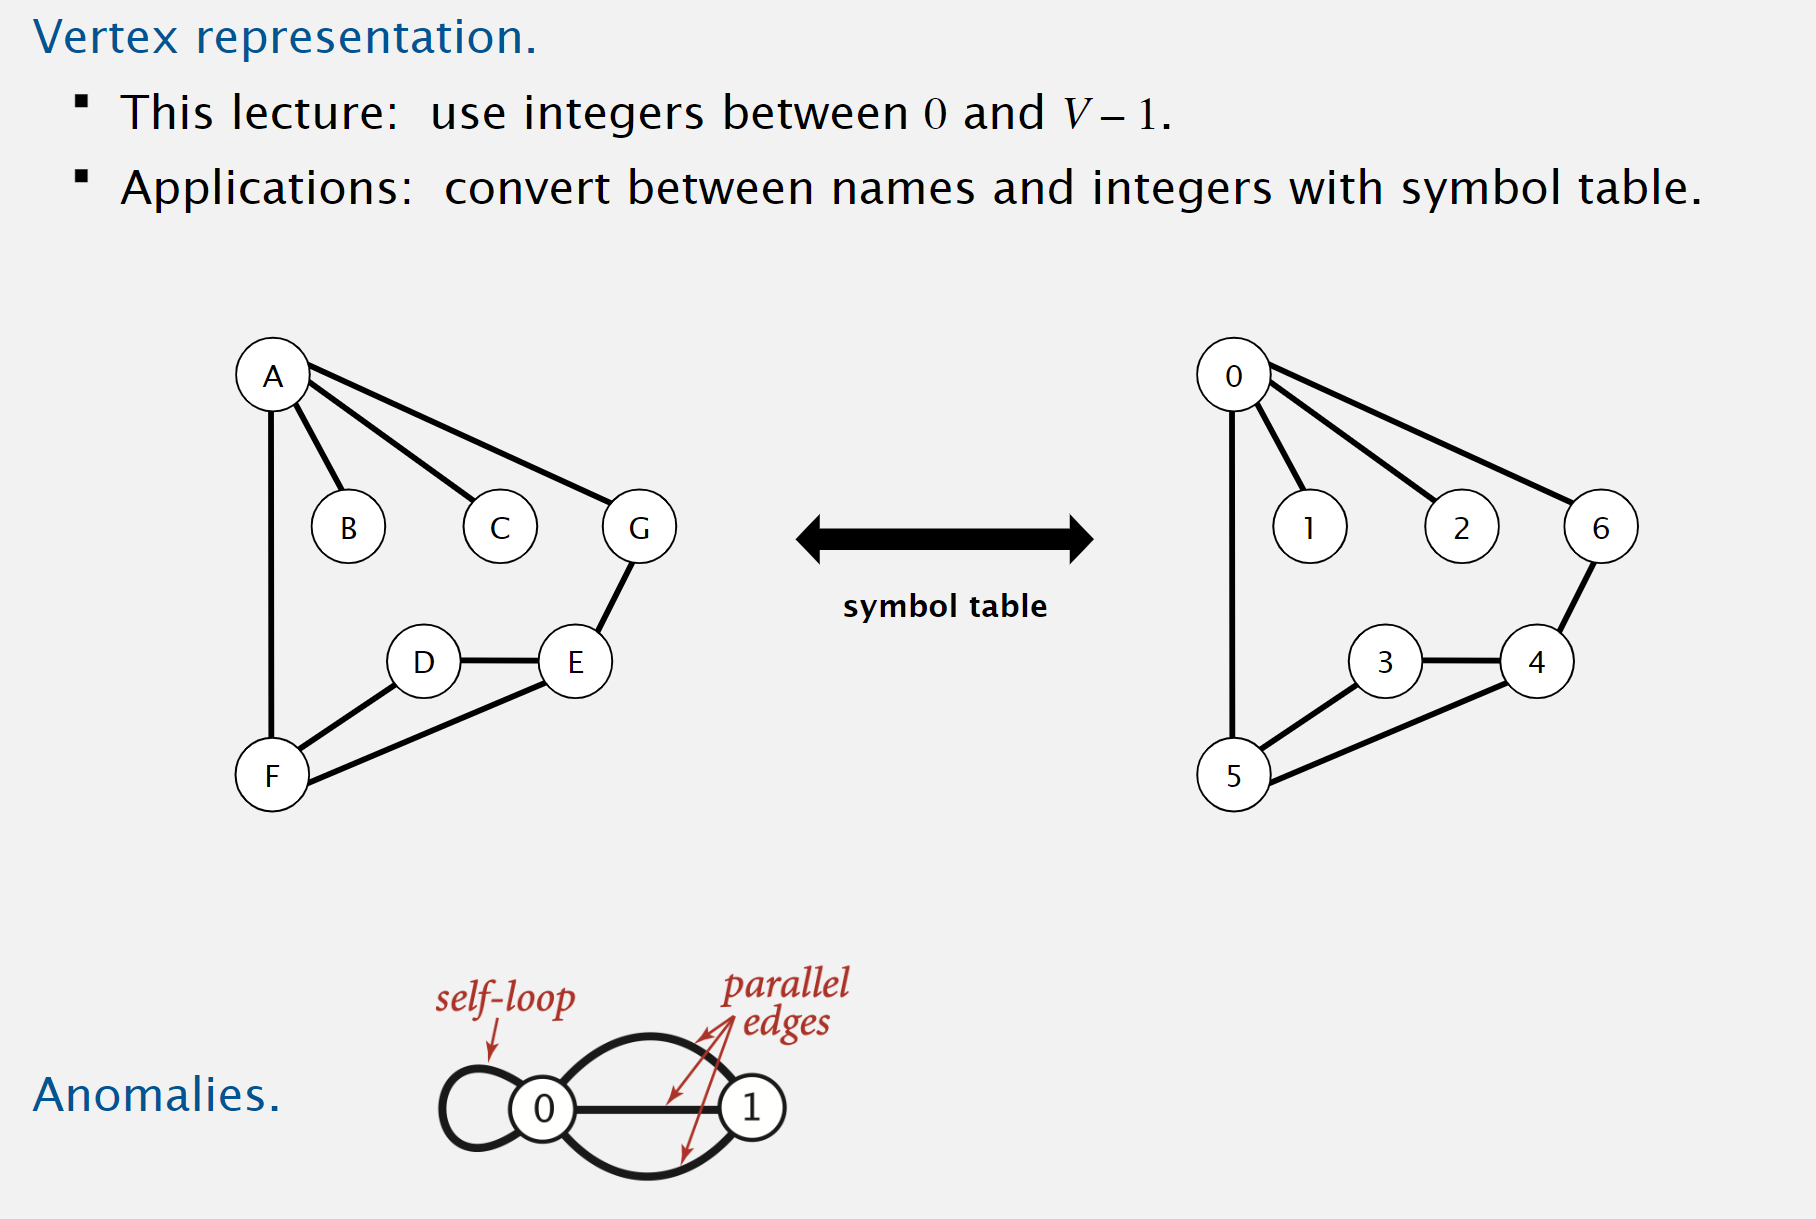 Vertex representation.
▪ This lecture: use integers between 0 and V – 1.
▪ Applications: convert between names and integers with symbol table.
A
B
C
G
D
E
F
symbol table
0
1
2
6
3
4
5
self-loop
parallel
edges
Anomalies.
0
1